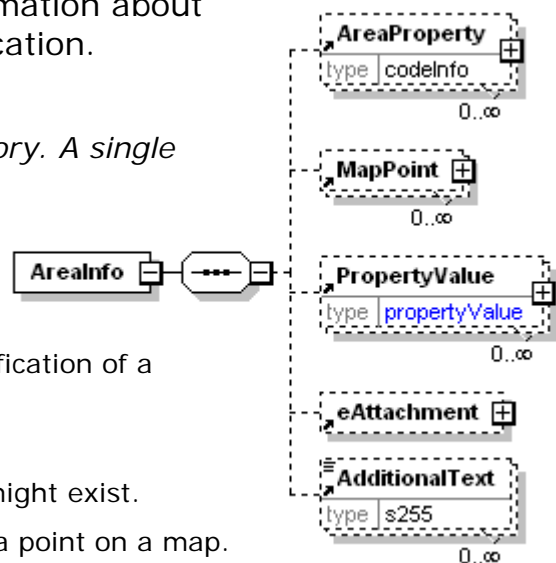 mation about
cation.
ory. A single
fication of a
night exist.
a point on a map.
AreaInfo
AreaProperty
type codeInfo
0..∞
MapPoint
0..∞
PropertyValue
type propertyValue
0..∞
eAttachment
AdditionalText
type s255
0..∞